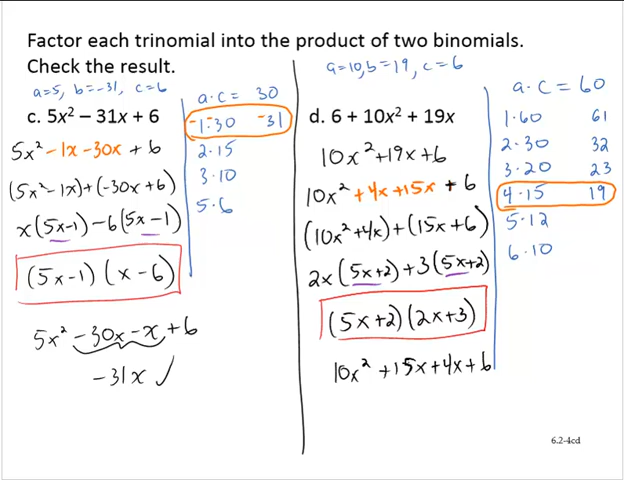 Factor each trinomial into the product of two binomials.
Check the result.
a=5, b=-31, c=6
c. 5x² − 31x + 6
5x² -1x -30x + 6
(5x²-1x)+(-30x+6)
x(5x-1)-6(5x-1)
(5x-1)(x-6)
5x² -30x -x +6
-31x ✓
a·c = 30
-1·-30 -31
2·15
3·10
5·6
a=10, b=19, c=6
d. 6 + 10x² + 19x
10x²+19x+6
10x² +4x +15x + 6
(10x²+4x)+(15x+6)
2x(5x+2)+3(5x+2)
(5x+2)(2x+3)
10x² +15x+4x+6
a·c = 60
1·60 61
2·30 32
3·20 23
4·15 19
5·12
6·10
6.2-4cd